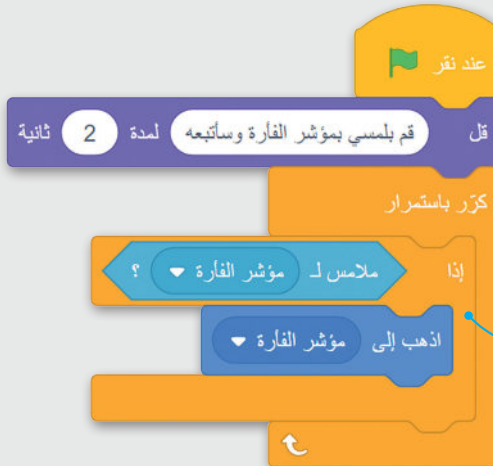 عند نقر
قل قم بلمسي بمؤشر الفأرة وسأتبعه لمدة 2 ثانية
كرّر باستمرار
إذا ملامس لـ مؤشر الفأرة ؟
اذهب إلى مؤشر الفأرة